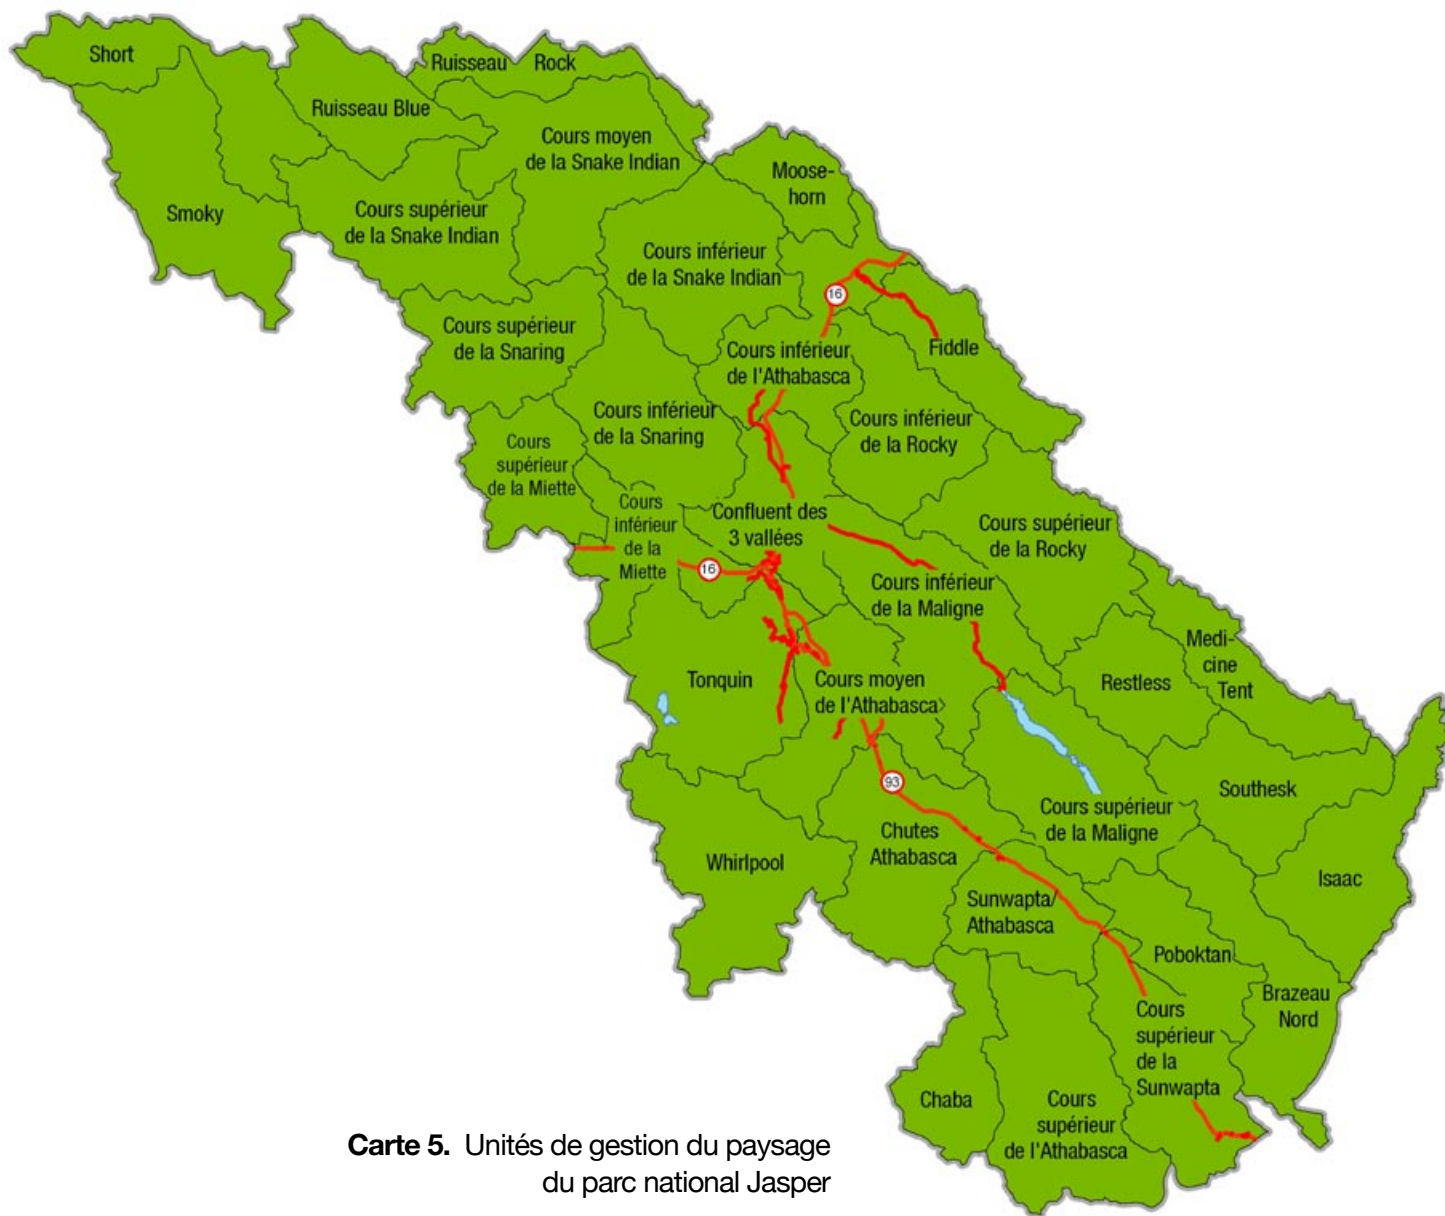 Short
Ruisseau Rock
Ruisseau Blue
Cours moyen
de la Snake Indian
Moose-
horn
Smoky
Cours supérieur
de la Snake Indian
Cours inférieur
de la Snake Indian
16
Cours supérieur
de la Snaring
Cours inférieur
de l'Athabasca
Fiddle
Cours inférieur
de la Snaring
Cours inférieur
de la Rocky
Cours
supérieur
de la Miette
Cours
inférieur
de la
Miette
Confluent des
3 vallées
Cours supérieur
de la Rocky
16
Cours inférieur
de la Maligne
Medi-
cine
Tent
Tonquin
Cours moyen
de l'Athabasca
Restless
93
Southesk
Cours supérieur
de la Maligne
Chutes
Athabasca
Whirlpool
Isaac
Sunwapta/
Athabasca
Poboktan
Brazeau
Nord
Cours
supérieur
de la
Sunwapta
Chaba
Cours
supérieur
de l'Athabasca
Carte 5. Unités de gestion du paysage
du parc national Jasper